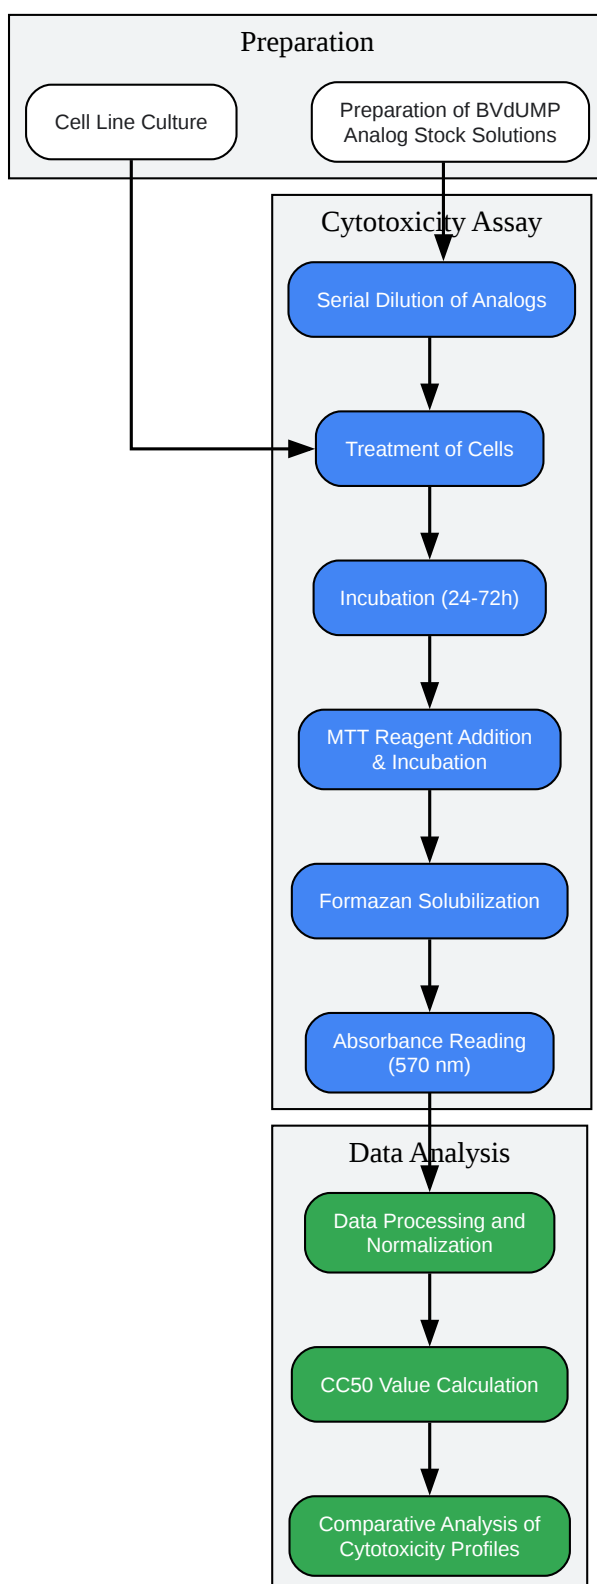 Preparation
Cell Line Culture
Preparation of BVdUMP
Analog Stock Solutions
Cytotoxicity Assay
Serial Dilution of Analogs
Treatment of Cells
Incubation (24-72h)
MTT Reagent Addition
& Incubation
Formazan Solubilization
Absorbance Reading
(570 nm)
Data Analysis
Data Processing and
Normalization
CC50 Value Calculation
Comparative Analysis of
Cytotoxicity Profiles